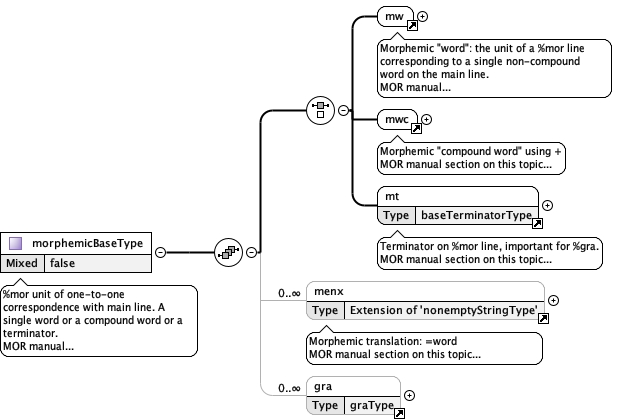 mw
Morphemic "word": the unit of a %mor line
corresponding to a single non-compound
word on the main line.
MOR manual...
mwc
Morphemic "compound word" using +
MOR manual section on this topic...
mt
Type baseTerminatorType
Terminator on %mor line, important for %gra.
MOR manual section on this topic...
morphemicBaseType
Mixed false
%mor unit of one-to-one
correspondence with main line. A
single word or a compound word or a
terminator.
MOR manual...
0..∞ menx
Type Extension of 'nonemptyStringType'
Morphemic translation: =word
MOR manual section on this topic...
0..∞ gra
Type graType